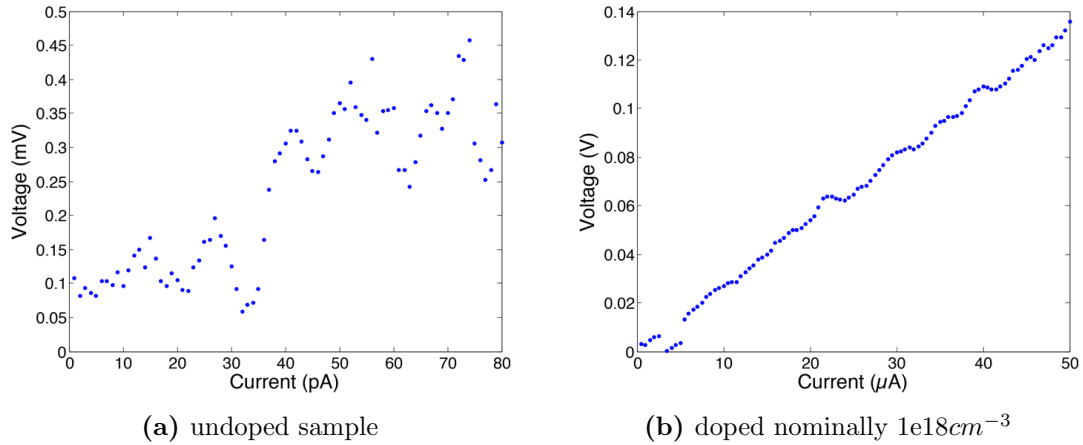 0.5
0.45
0.4
0.35
0.3
0.25
0.2
0.15
0.1
0.05
0
Voltage (mV)
0 10 20 30 40 50 60 70 80
Current (pA)
(a) undoped sample
0.14
0.12
0.1
0.08
0.06
0.04
0.02
0
Voltage (V)
0 10 20 30 40 50
Current (µA)
(b) doped nominally 1e18cm⁻³